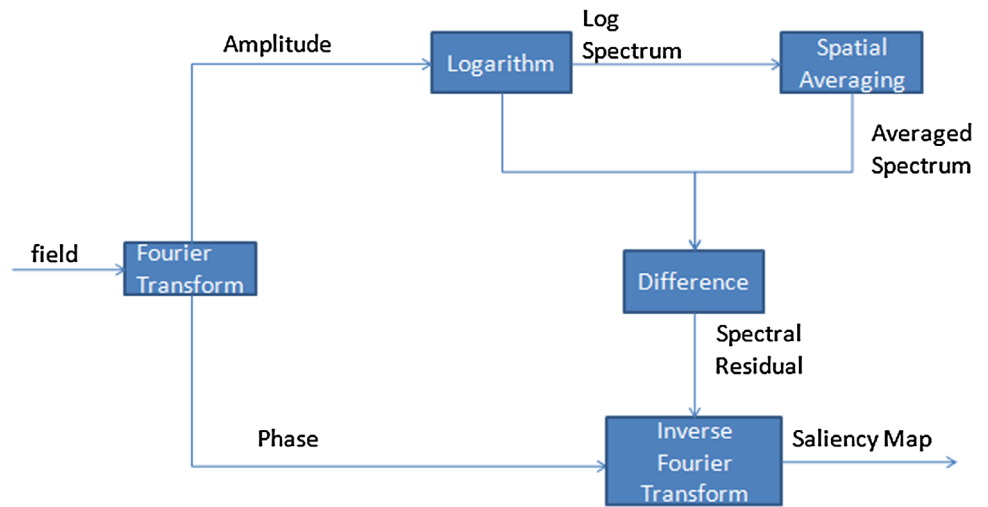 Amplitude
Logarithm
Log
Spectrum
Spatial
Averaging
Averaged
Spectrum
field
Fourier
Transform
Difference
Spectral
Residual
Phase
Inverse
Fourier
Transform
Saliency Map